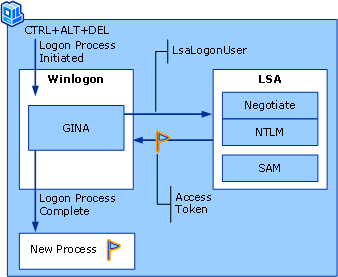 CTRL+ALT+DEL
Logon Process
Initiated
LsaLogonUser
Winlogon
LSA
GINA
Negotiate
NTLM
SAM
Logon Process
Complete
Access
Token
New Process